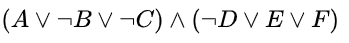 (A ∨ ¬B ∨ ¬C) ∧ (¬D ∨ E ∨ F)